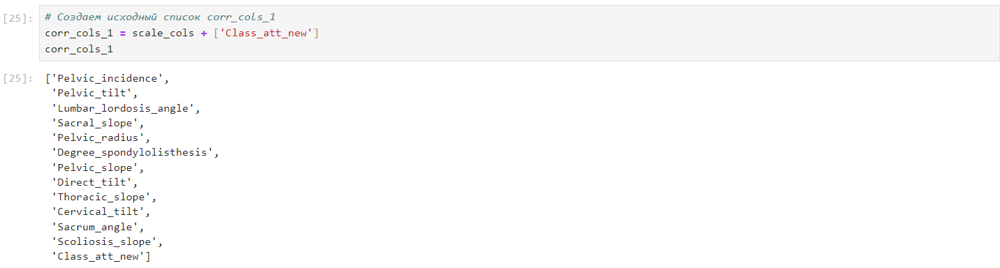 [25]: # Создаем исходный список corr_cols_1
corr_cols_1 = scale_cols + ['Class_att_new']
corr_cols_1
[25]: ['Pelvic_incidence',
'Pelvic_tilt',
'Lumbar_lordosis_angle',
'Sacral_slope',
'Pelvic_radius',
'Degree_spondylolisthesis',
'Pelvic_slope',
'Direct_tilt',
'Thoracic_slope',
'Cervical_tilt',
'Sacrum_angle',
'Scoliosis_slope',
'Class_att_new']